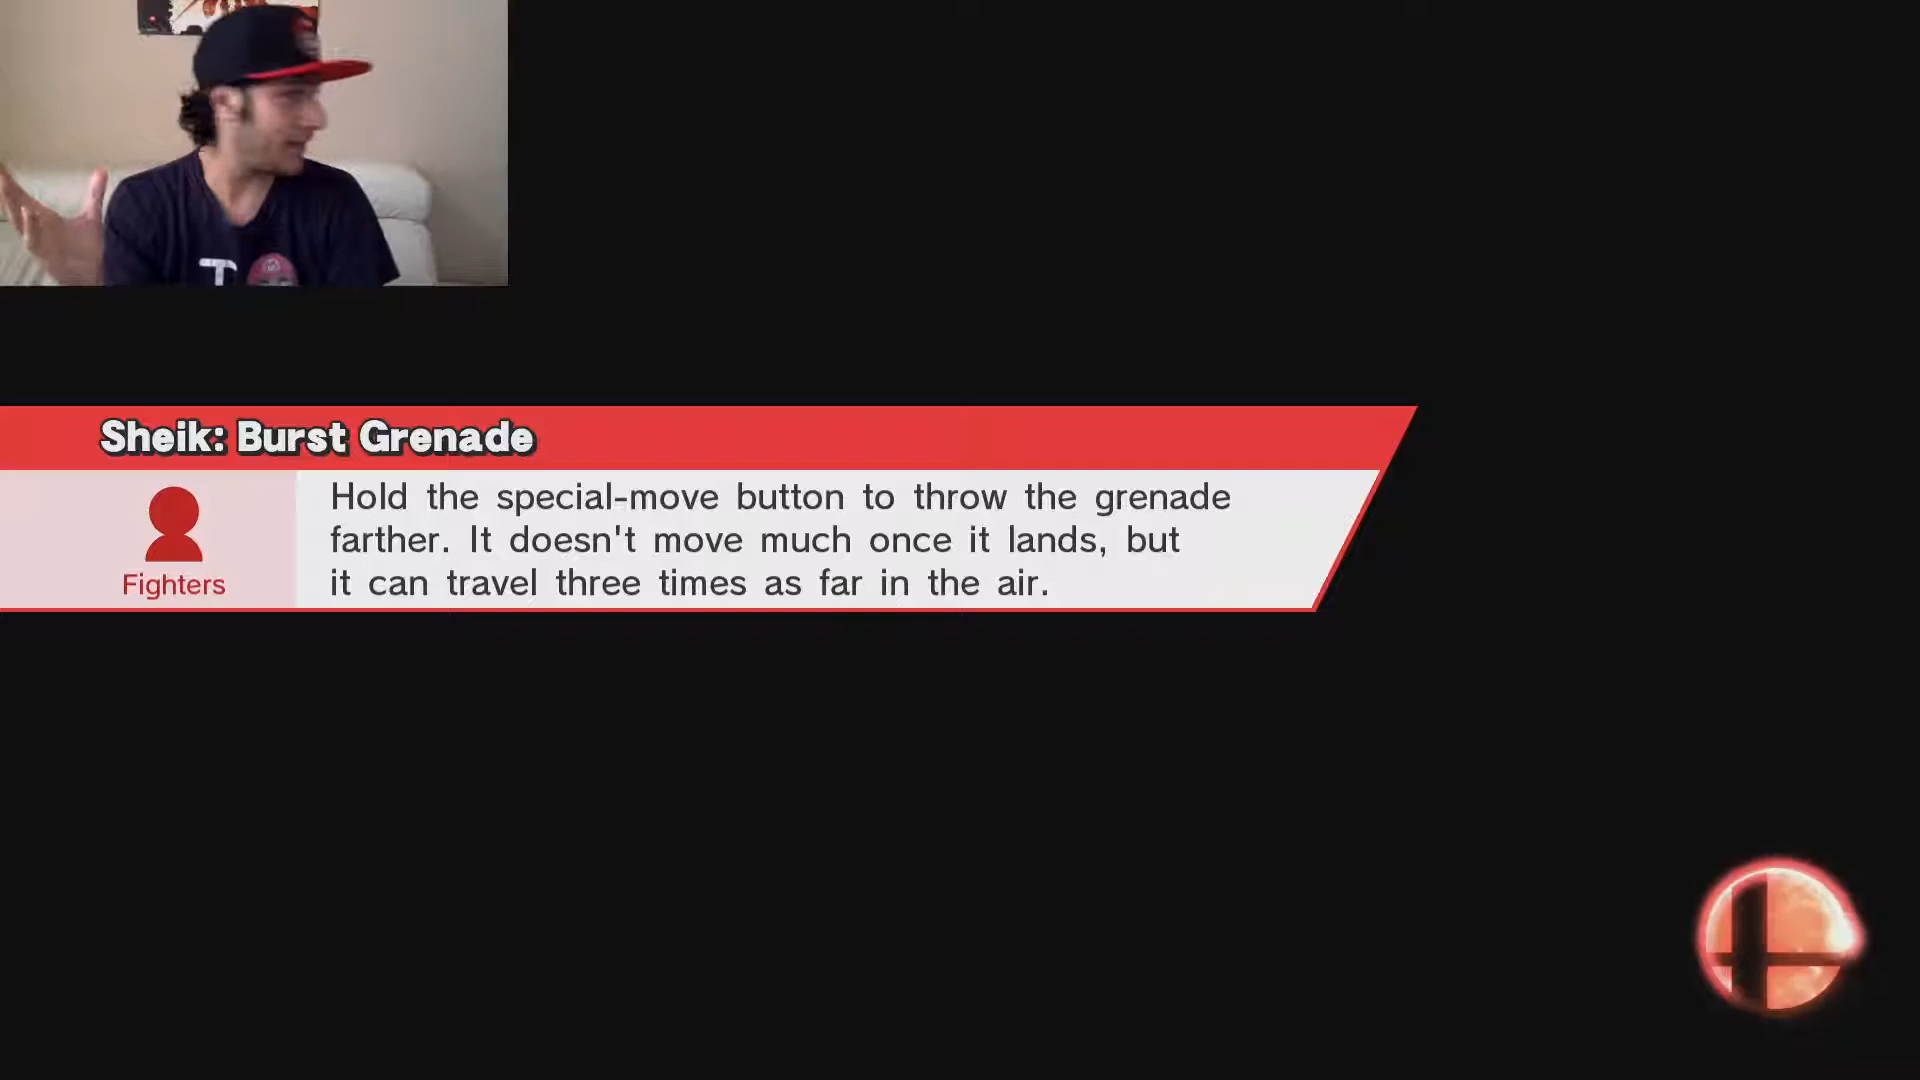 T
Sheik: Burst Grenade
Hold the special-move button to throw the grenade
farther. It doesn't move much once it lands, but
it can travel three times as far in the air.
Fighters